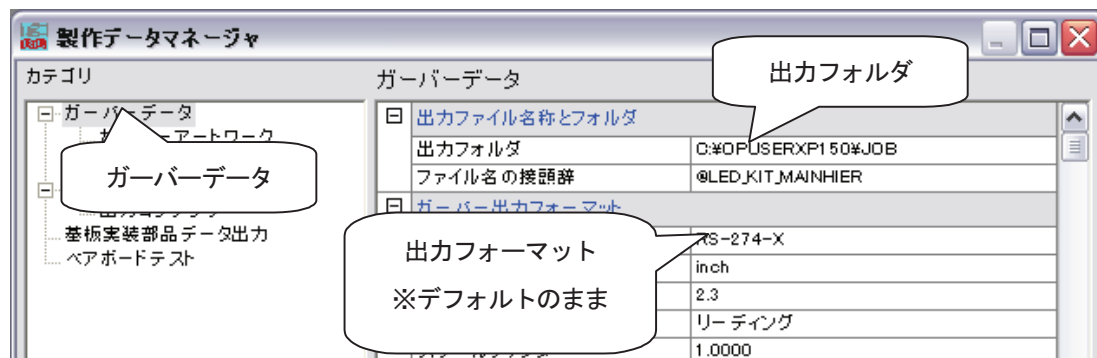 製作データマネージャ
カテゴリ
ガーバーデータ
基板実装部品データ出力
ベアボードテスト
ガーバーデータ
ガーバーデータ
出力ファイル名称とフォルダ
出力フォルダ C:¥OPUSERXP150¥JOB
ファイル名の接頭辞 @LED_KIT_MAINHIER
ガーバー出力フォーマット
RS-274-X
inch
2.3
リーディング
1.0000
出力フォルダ
出力フォーマット
※デフォルトのまま